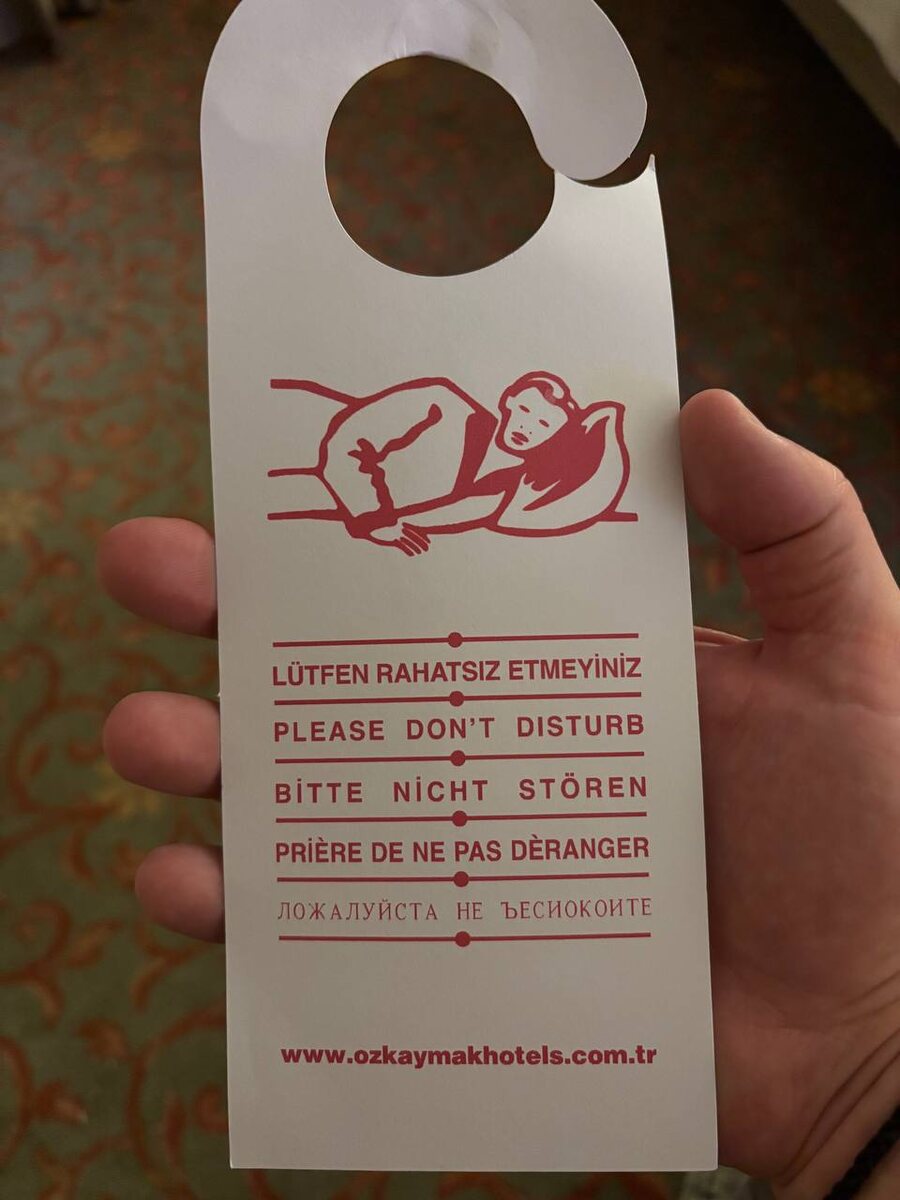 LÜTFEN RAHATSIZ ETMEYİNİZ
PLEASE DON'T DISTURB
BİTTE NİCHT STÖREN
PRİÈRE DE NE PAS DÈRANGER
ЛОЖАЛУЙСТА НЕ ЪЕСИОКОИТЕ
www.ozkaymakhotels.com.tr